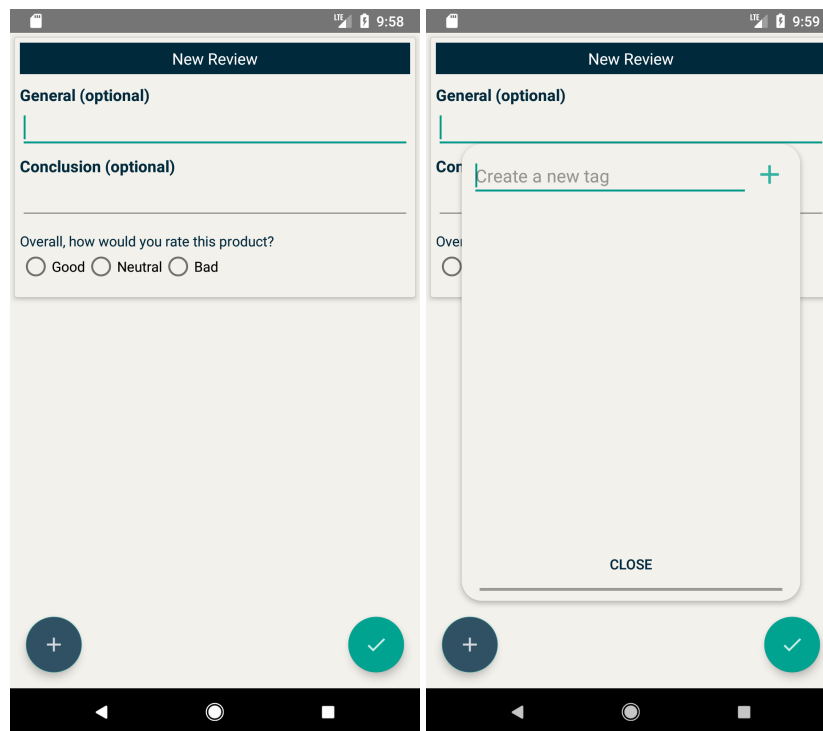 LTE 9:58
New Review
General (optional)
Conclusion (optional)
Overall, how would you rate this product?
Good Neutral Bad
LTE 9:59
New Review
General (optional)
Con
Create a new tag
Over
CLOSE